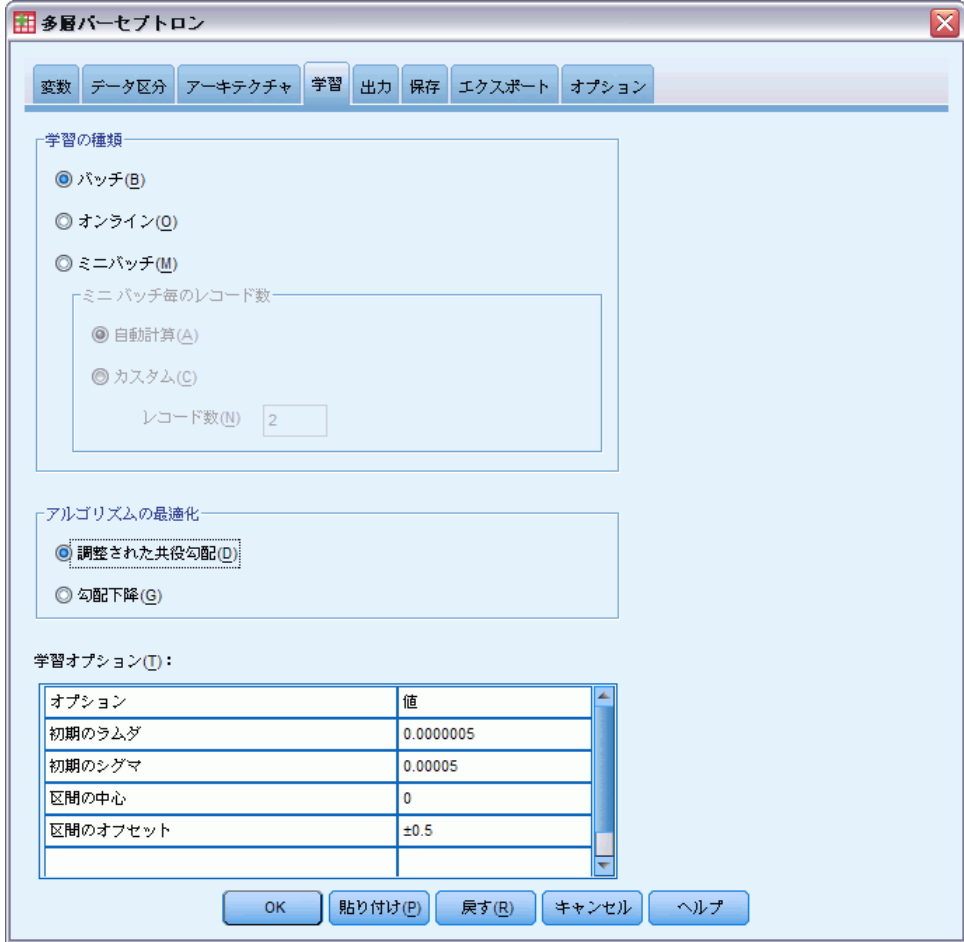 多層パーセプトロン
変数 データ区分 アーキテクチャ 学習 出力 保存 エクスポート オプション
学習の種類
バッチ(B)
オンライン(O)
ミニバッチ(M)
ミニ バッチ毎のレコード数
自動計算(A)
カスタム(C)
レコード数(N) 2
アルゴリズムの最適化
調整された共役勾配(D)
勾配下降(G)
学習オプション(T):
オプション 値
初期のラムダ 0.0000005
初期のシグマ 0.00005
区間の中心 0
区間のオフセット ±0.5
OK 貼り付け(P) 戻す(R) キャンセル ヘルプ